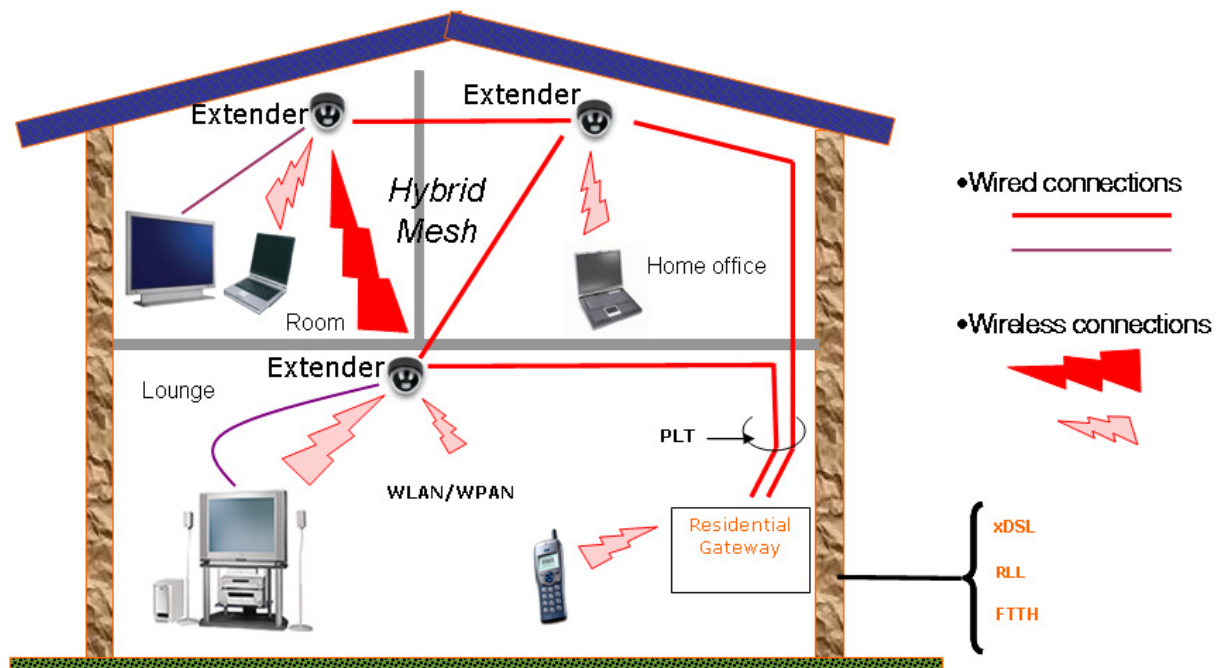 Extender
Extender
Hybrid
Mesh
Room
Home office
Extender
Lounge
PLT
WLAN/WPAN
Residential
Gateway
•Wired connections
•Wireless connections
xDSL
RLL
FTTH